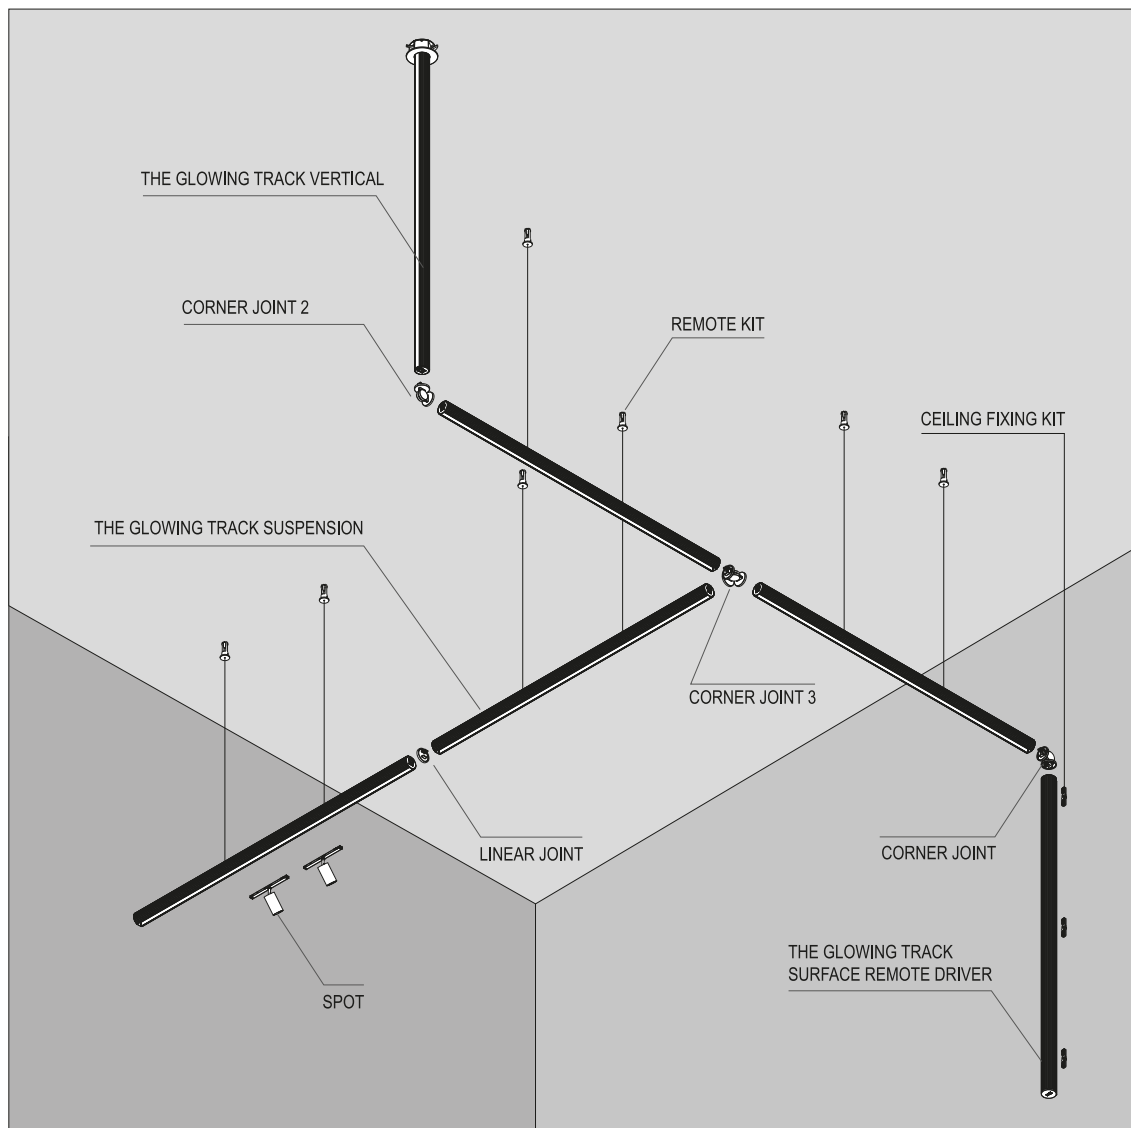 THE GLOWING TRACK VERTICAL
CORNER JOINT 2
REMOTE KIT
CEILING FIXING KIT
THE GLOWING TRACK SUSPENSION
CORNER JOINT 3
LINEAR JOINT
CORNER JOINT
THE GLOWING TRACK
SURFACE REMOTE DRIVER
SPOT